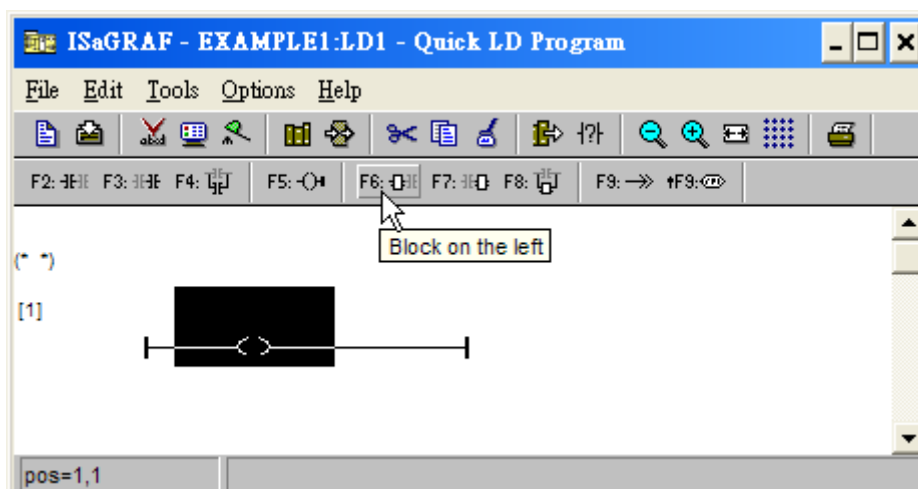 ISaGRAF - EXAMPLE1:LD1 - Quick LD Program
File Edit Tools Options Help
F2: F3: F4: F5: F6: F7: F8: F9: F9:
Block on the left
(* *)
[1]
pos=1,1